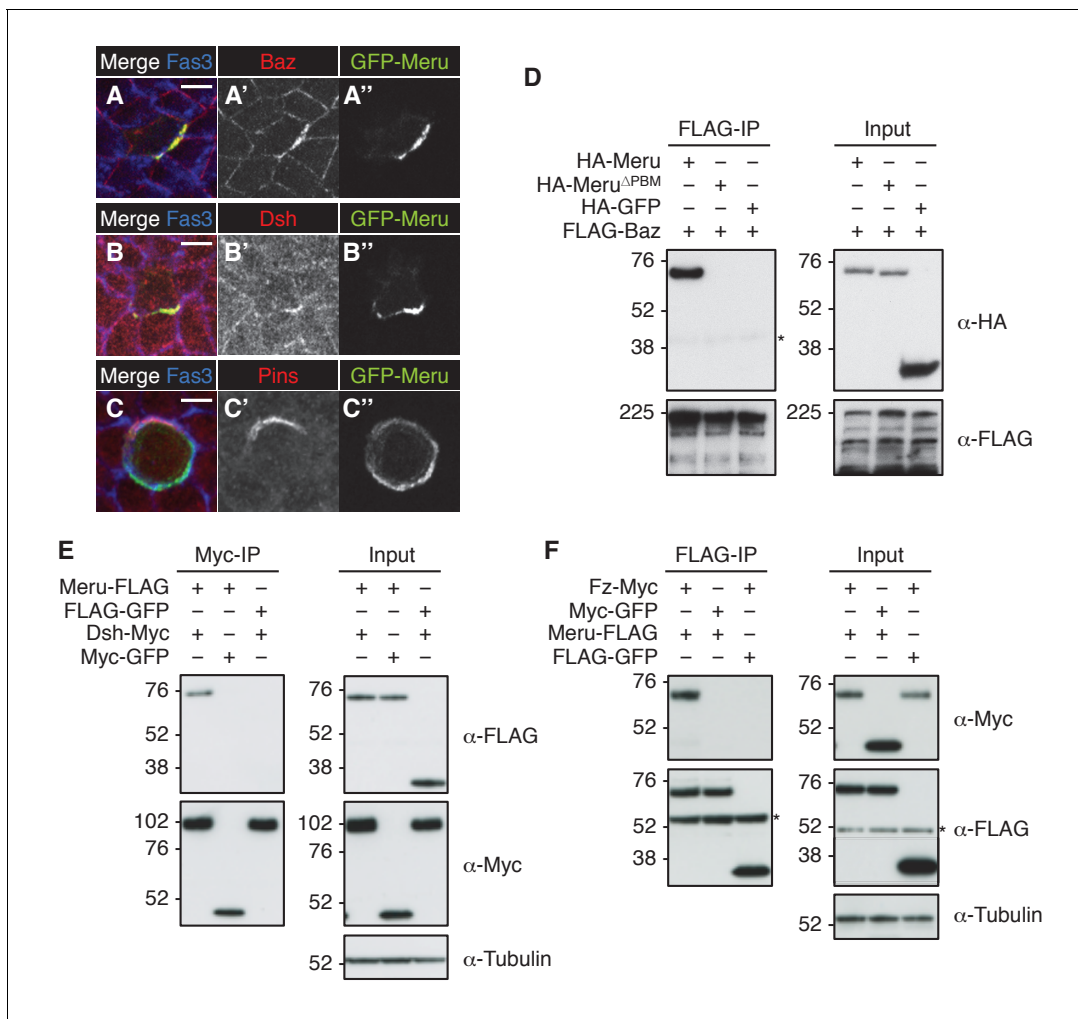 Merge Fas3 Baz GFP-Meru
A A' A''
Merge Fas3 Dsh GFP-Meru
B B' B''
Merge Fas3 Pins GFP-Meru
C C' C''
D
FLAG-IP Input
HA-Meru + – – + – –
HA-Meru^ΔPBM – + – – + –
HA-GFP – – + – – +
FLAG-Baz + + + + + +
76 76
52 52
38 * 38
α-HA
225 225
α-FLAG
E
Myc-IP Input
Meru-FLAG + + – + + –
FLAG-GFP – – + – – +
Dsh-Myc + – + + – +
Myc-GFP – + – – + –
76 76
52 52
38 38
α-FLAG
102 102
76 76
52 52
α-Myc
52
α-Tubulin
F
FLAG-IP Input
Fz-Myc + – + + – +
Myc-GFP – + – – + –
Meru-FLAG + + – + + –
FLAG-GFP – – + – – +
76 76
52 52
α-Myc
76 76
52 * 52 * α-FLAG
38 38
52
α-Tubulin